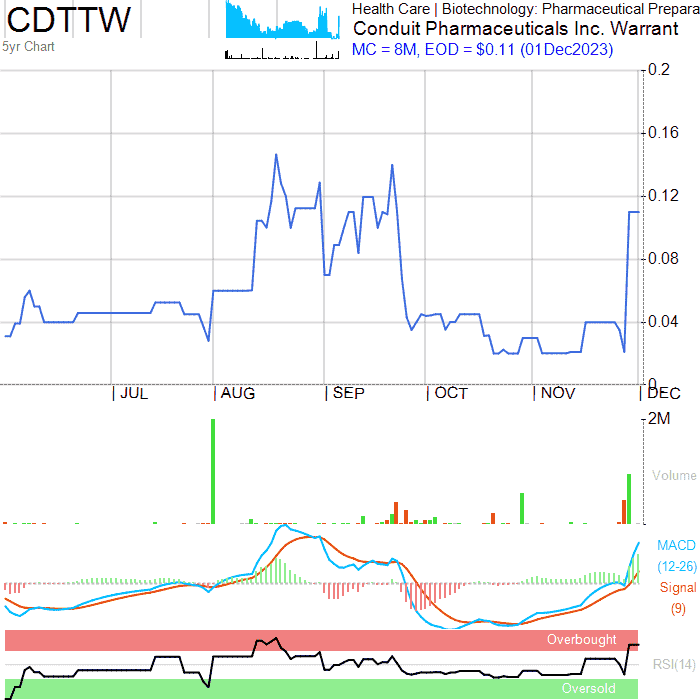 CDTTW
5yr Chart
Health Care | Biotechnology: Pharmaceutical Prepara
Conduit Pharmaceuticals Inc. Warrant
MC = 8M, EOD = $0.11 (01Dec2023)
0.2
0.16
0.12
0.08
0.04
0
JUL AUG SEP OCT NOV DEC
2M
Volume
MACD
(12-26)
Signal
(9)
Overbought
RSI(14)
Oversold